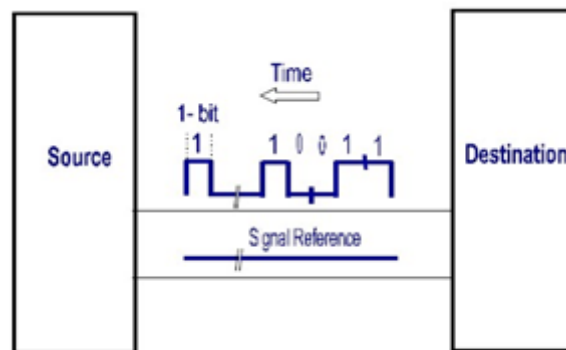 Time
1- bit
1 1 0 0 1 1
Source
Destination
Signal Reference